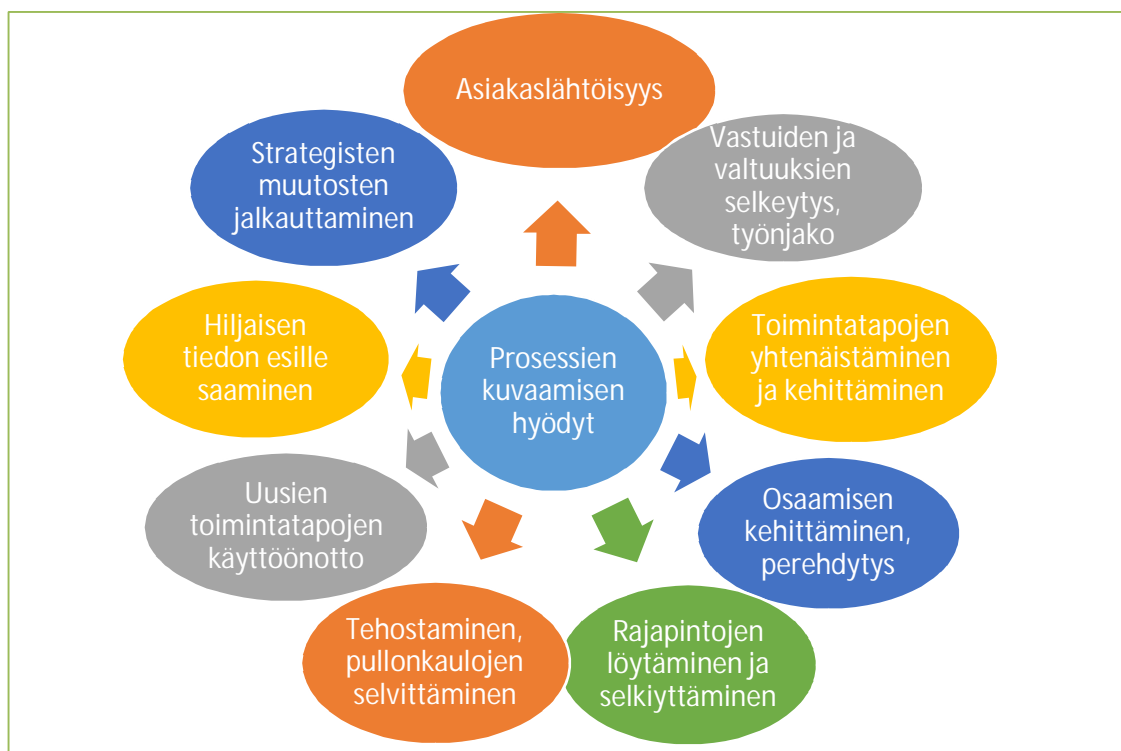 Asiakaslähtöisyys
Vastuiden ja
valtuuksien
selkeytys,
työnjako
Toimintatapojen
yhtenäistäminen
ja kehittäminen
Osaamisen
kehittäminen,
perehdytys
Rajapintojen
löytäminen ja
selkiyttäminen
Tehostaminen,
pullonkaulojen
selvittäminen
Uusien
toimintatapojen
käyttöönotto
Hiljaisen
tiedon esille
saaminen
Strategisten
muutosten
jalkauttaminen
Prosessien
kuvaamisen
hyödyt